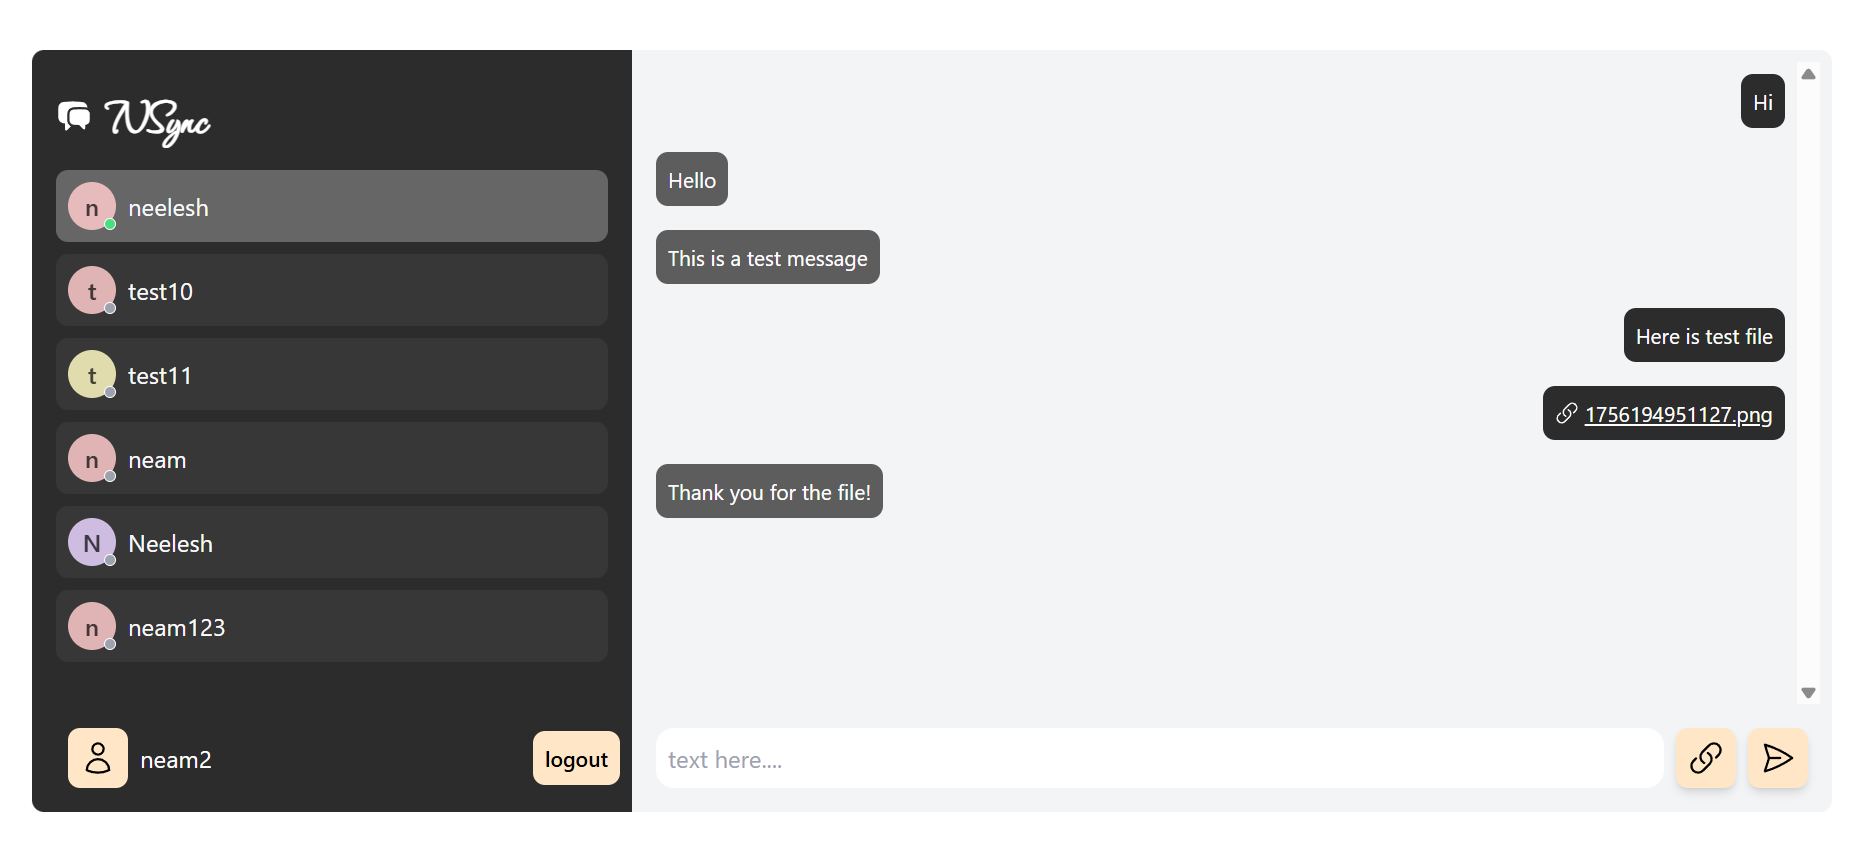 NSync
n neelesh
t test10
t test11
n neam
N Neelesh
n neam123
neam2 logout
Hi
Hello
This is a test message
Here is test file
1756194951127.png
Thank you for the file!
text here....